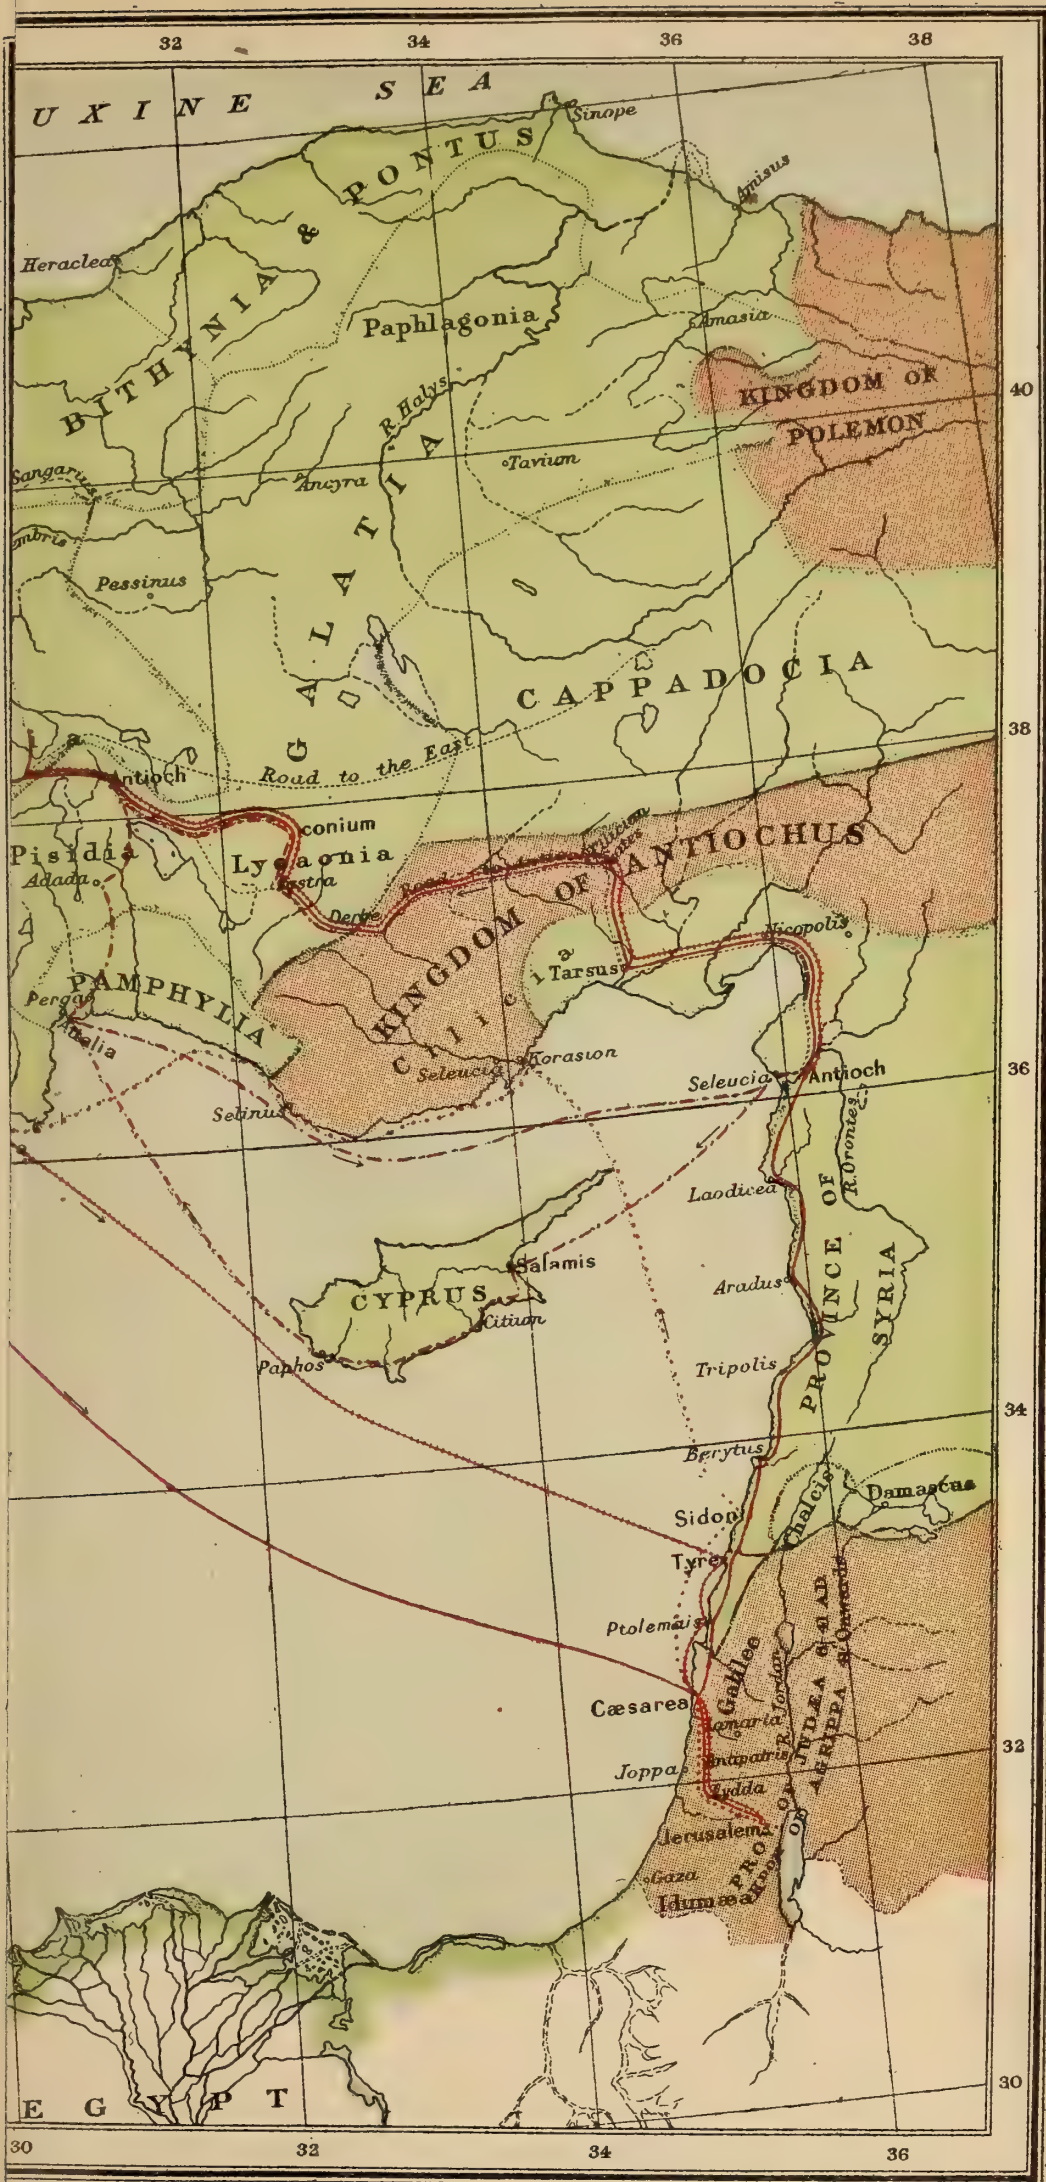 32 34 36 38
UXINE SEA
Sinope
BITHYNIA & PONTUS
Amisus
Heraclea
Paphlagonia
Amasia
R. Halys
KINGDOM OF
POLEMON
40
Sangarius
Ancyra
Tavium
GALATIA
Pessinus
CAPPADOCIA
38
Road to the East
Antioch
conium
Pisidia
Lycaonia
Adada
Derbe
KINGDOM OF ANTIOCHUS
Nicopolis
Tarsus
Cilicia
PAMPHYLIA
Perga
Seleucia
Korasion
Selinus
36
Seleucia
Antioch
R. Orontes
Laodicea
PROVINCE OF
SYRIA
Salamis
CYPRUS
Citium
Paphos
Aradus
Tripolis
34
Berytus
Chalcis
Damascus
Sidon
Tyre
Ptolemais
Galilee
R. Jordan
Cæsarea
32
Joppa
Antipatris
Lydda
Jerusalem
Gaza
Idumæa
EGYPT
30
30 32 34 36